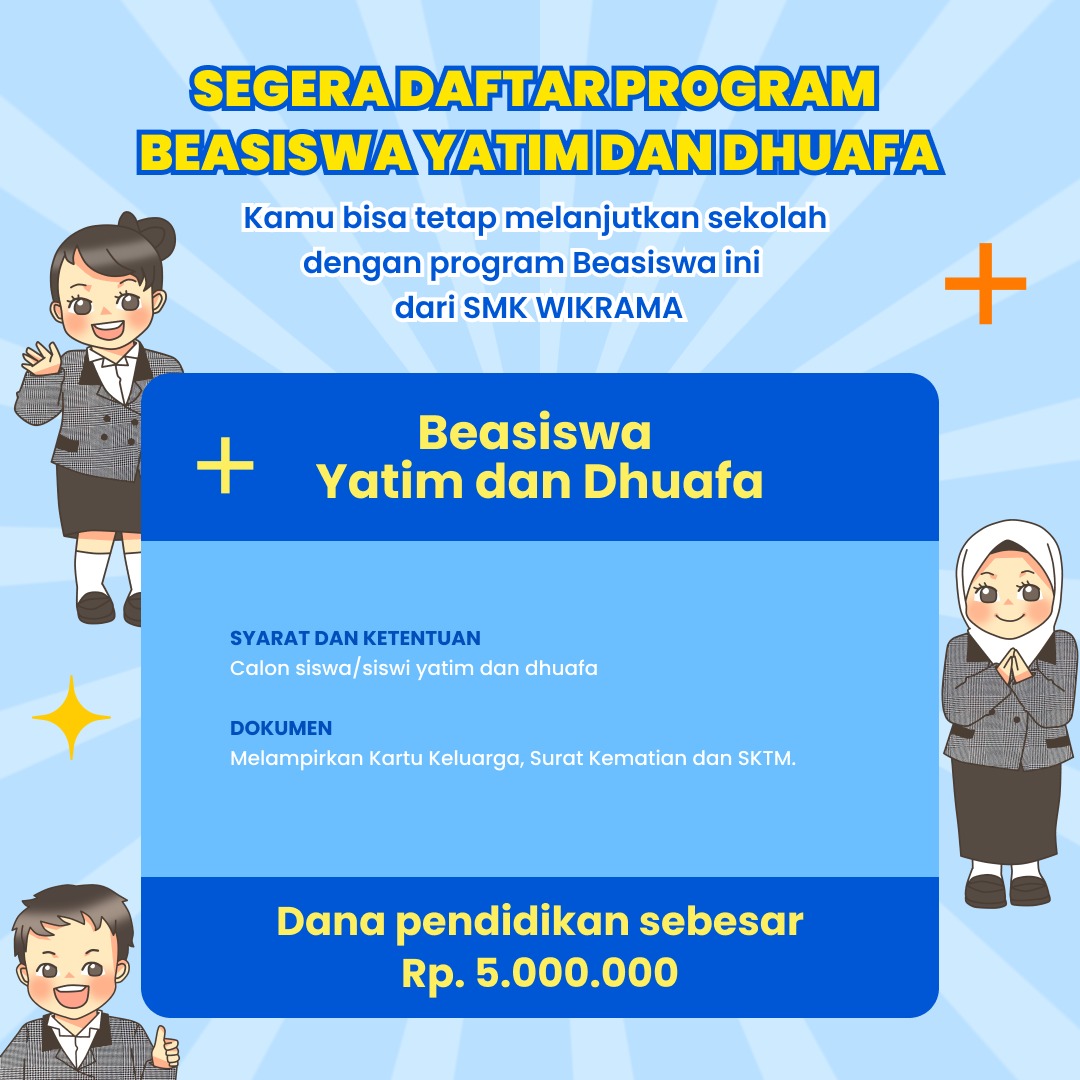 SEGERA DAFTAR PROGRAM
BEASISWA YATIM DAN DHUAFA
Kamu bisa tetap melanjutkan sekolah
dengan program Beasiswa ini
dari SMK WIKRAMA
Beasiswa
Yatim dan Dhuafa
SYARAT DAN KETENTUAN
Calon siswa/siswi yatim dan dhuafa
DOKUMEN
Melampirkan Kartu Keluarga, Surat Kematian dan SKTM.
Dana pendidikan sebesar
Rp. 5.000.000